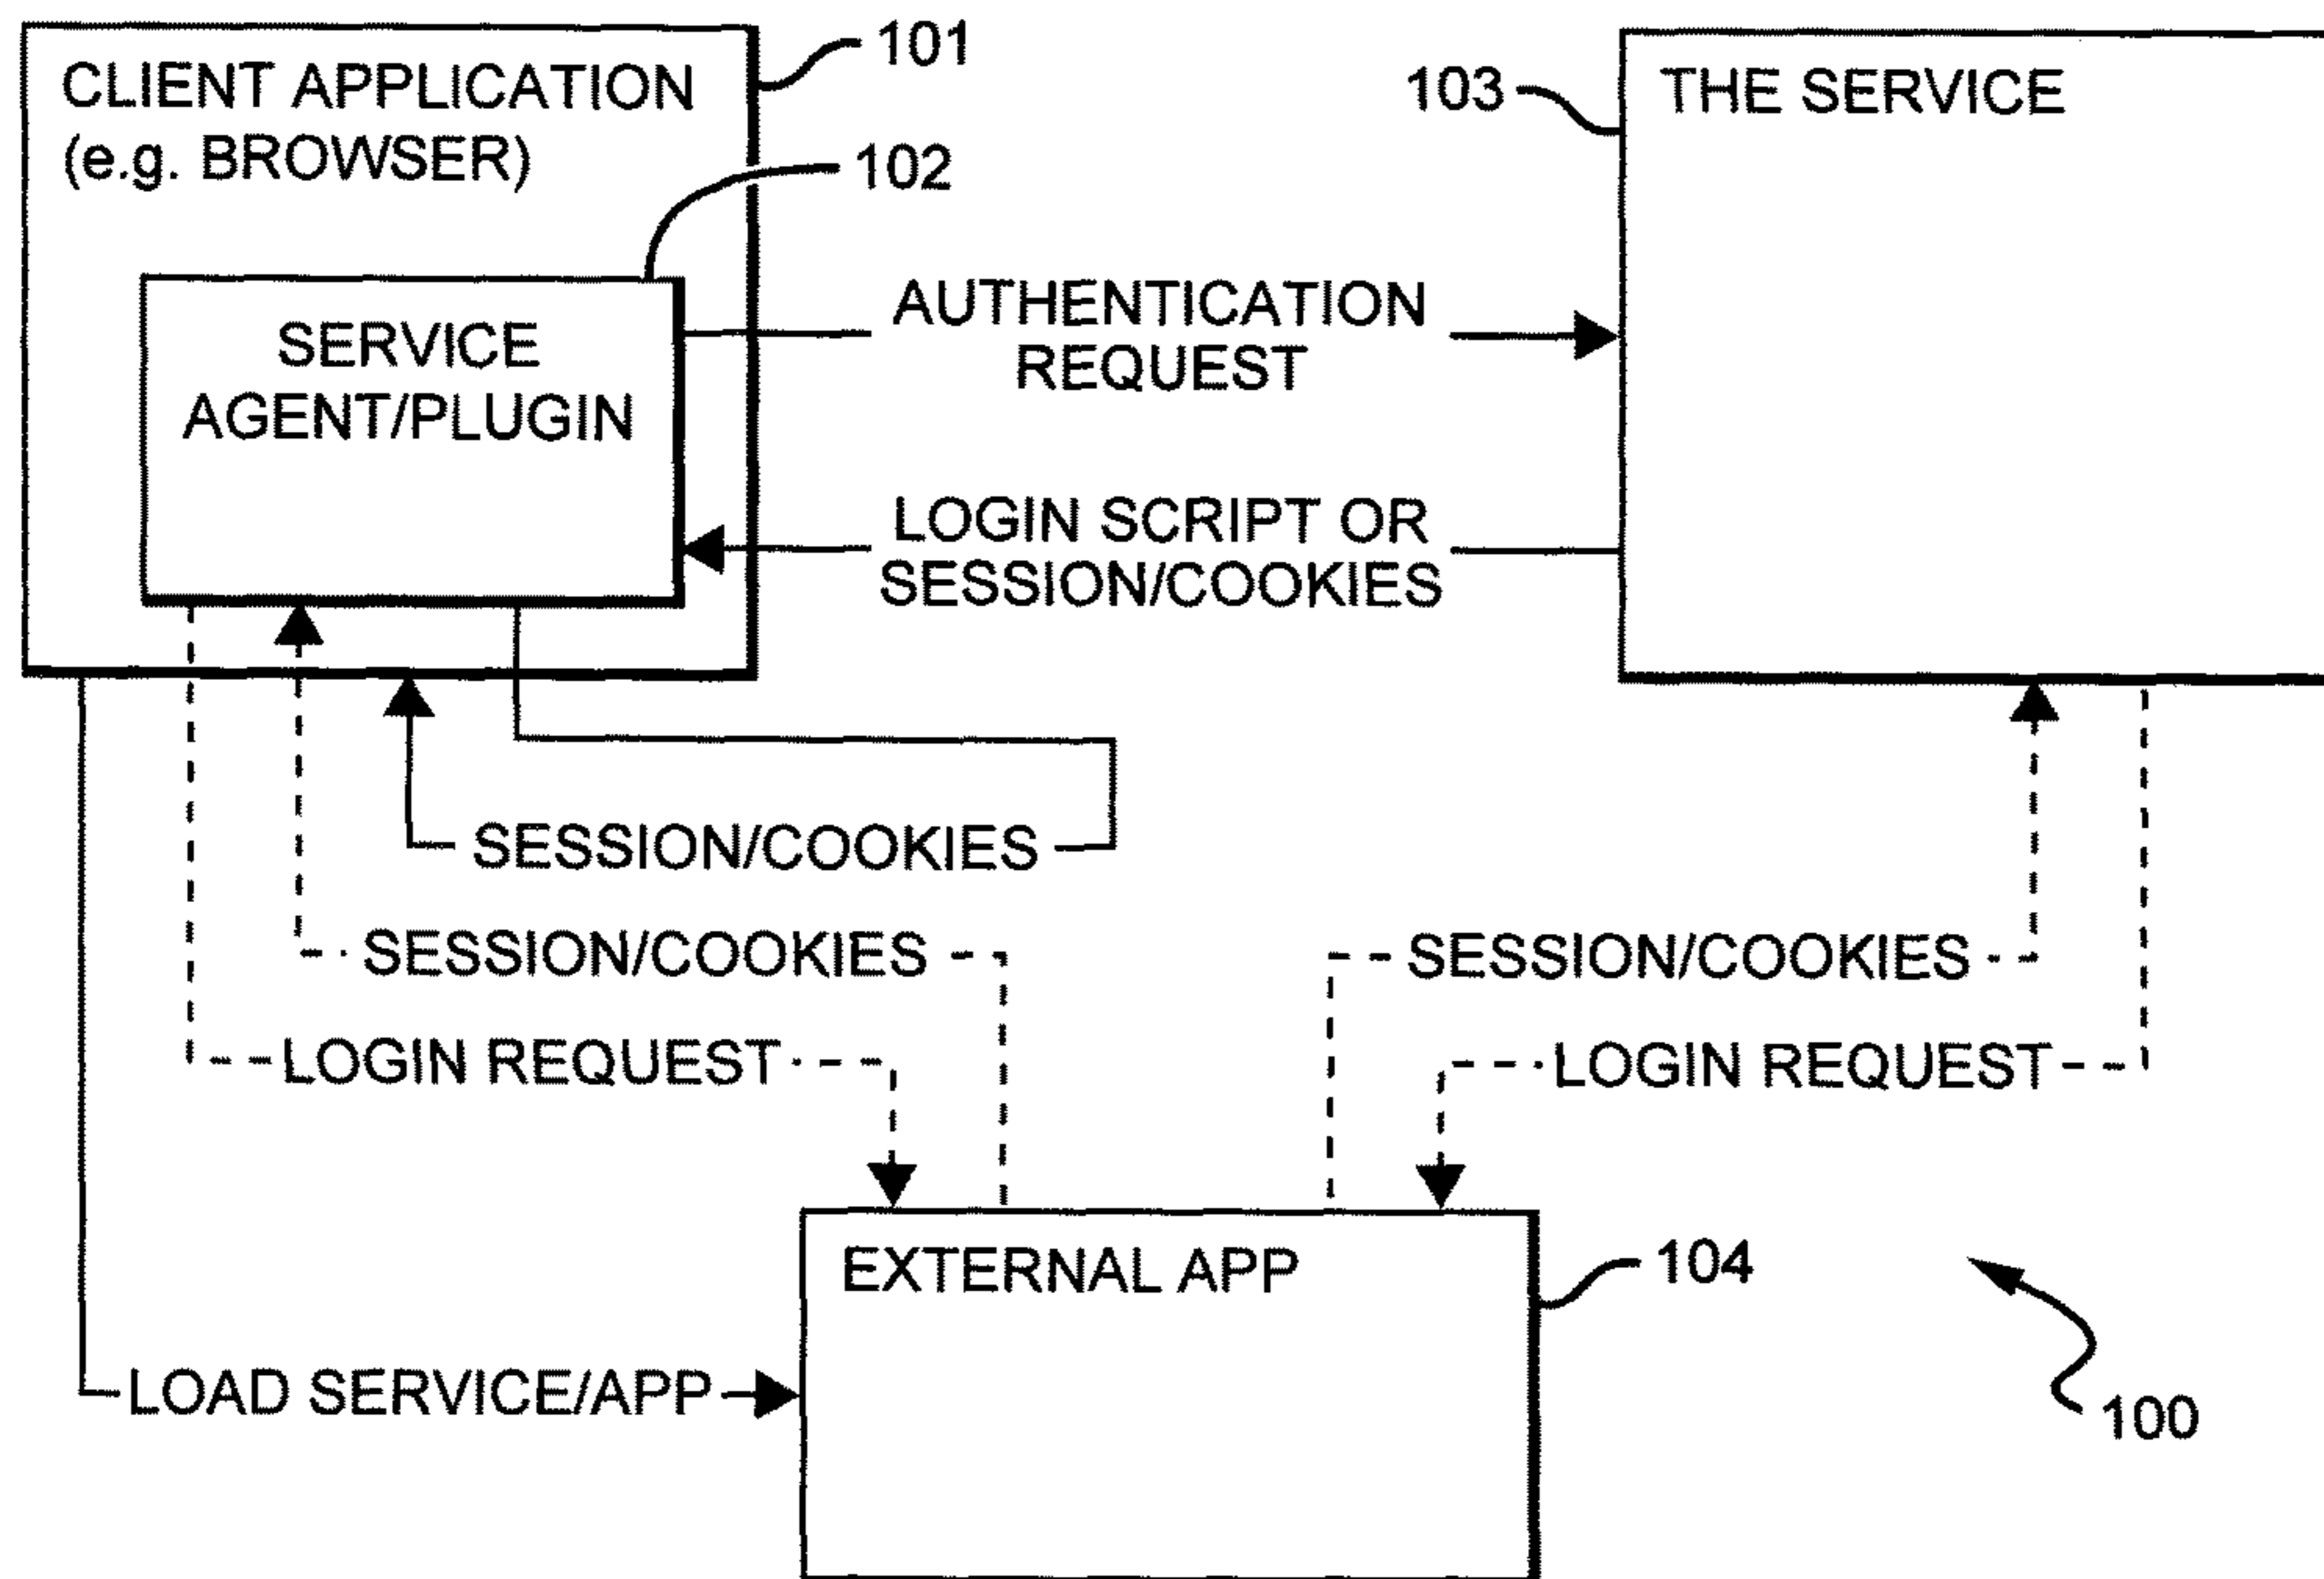 CLIENT APPLICATION
(e.g. BROWSER)
101
102
SERVICE
AGENT/PLUGIN
103
THE SERVICE
AUTHENTICATION
REQUEST
LOGIN SCRIPT OR
SESSION/COOKIES
SESSION/COOKIES
SESSION/COOKIES
SESSION/COOKIES
LOGIN REQUEST
LOGIN REQUEST
EXTERNAL APP
104
LOAD SERVICE/APP
100